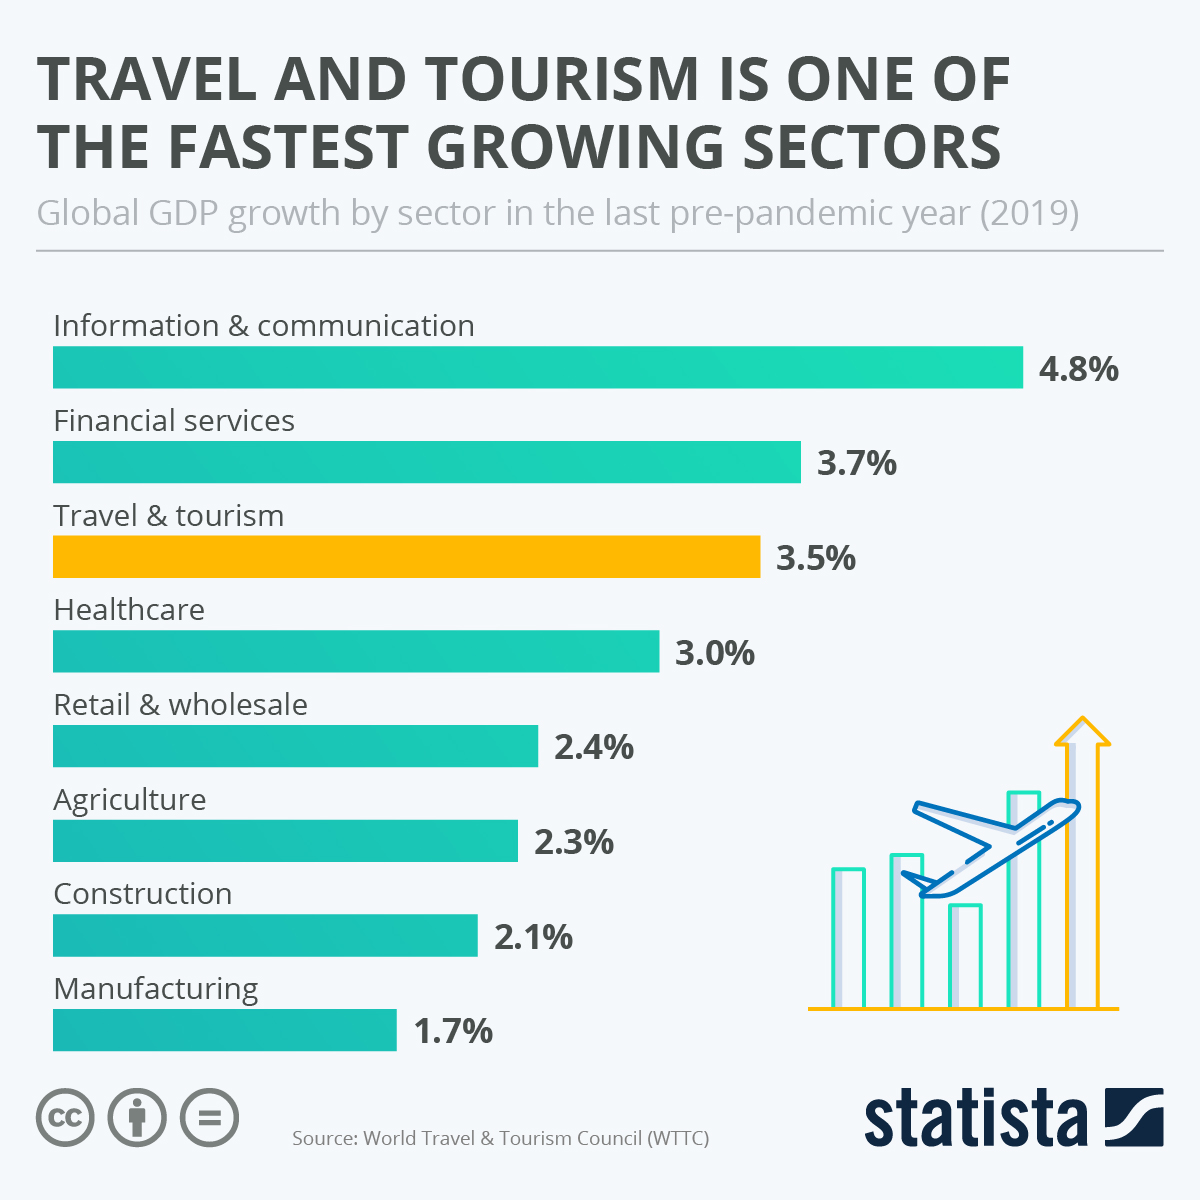 TRAVEL AND TOURISM IS ONE OF
THE FASTEST GROWING SECTORS
Global GDP growth by sector in the last pre-pandemic year (2019)
Information & communication
4.8%
Financial services
3.7%
Travel & tourism
3.5%
Healthcare
3.0%
Retail & wholesale
2.4%
Agriculture
2.3%
Construction
2.1%
Manufacturing
1.7%
cc
Source: World Travel & Tourism Council (WTTC)
statista